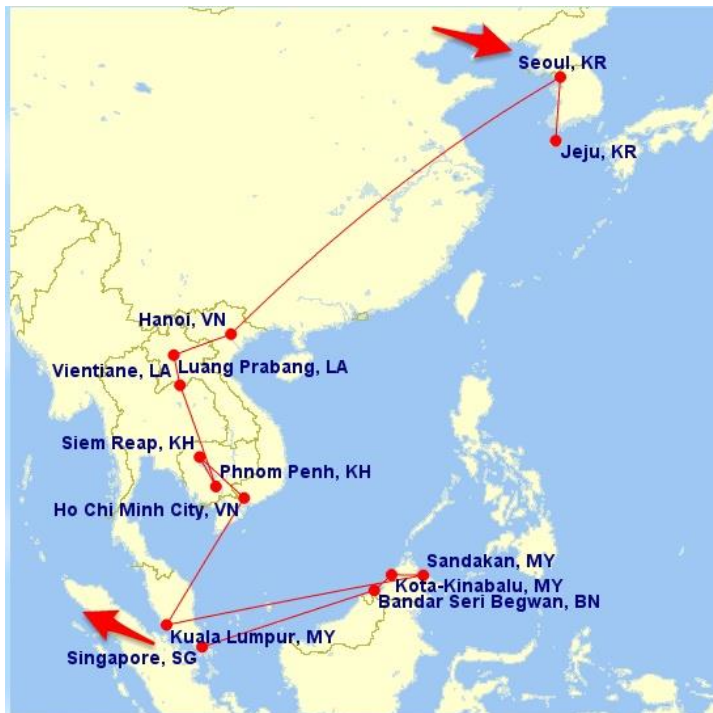 Seoul, KR
Jeju, KR
Hanoi, VN
Luang Prabang, LA
Vientiane, LA
Siem Reap, KH
Phnom Penh, KH
Ho Chi Minh City, VN
Sandakan, MY
Kota-Kinabalu, MY
Bandar Seri Begwan, BN
Kuala Lumpur, MY
Singapore, SG